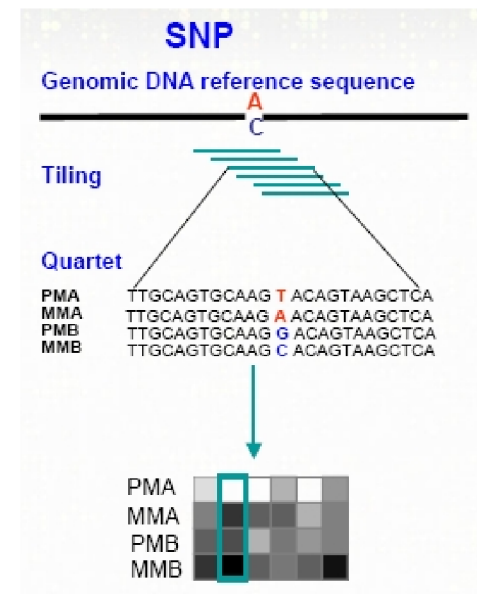 SNP
Genomic DNA reference sequence
A
C
Tiling
Quartet
PMA TTGCAGTGCAAG T ACAGTAAGCTCA
MMA TTGCAGTGCAAG A ACAGTAAGCTCA
PMB TTGCAGTGCAAG G ACAGTAAGCTCA
MMB TTGCAGTGCAAG C ACAGTAAGCTCA
PMA
MMA
PMB
MMB